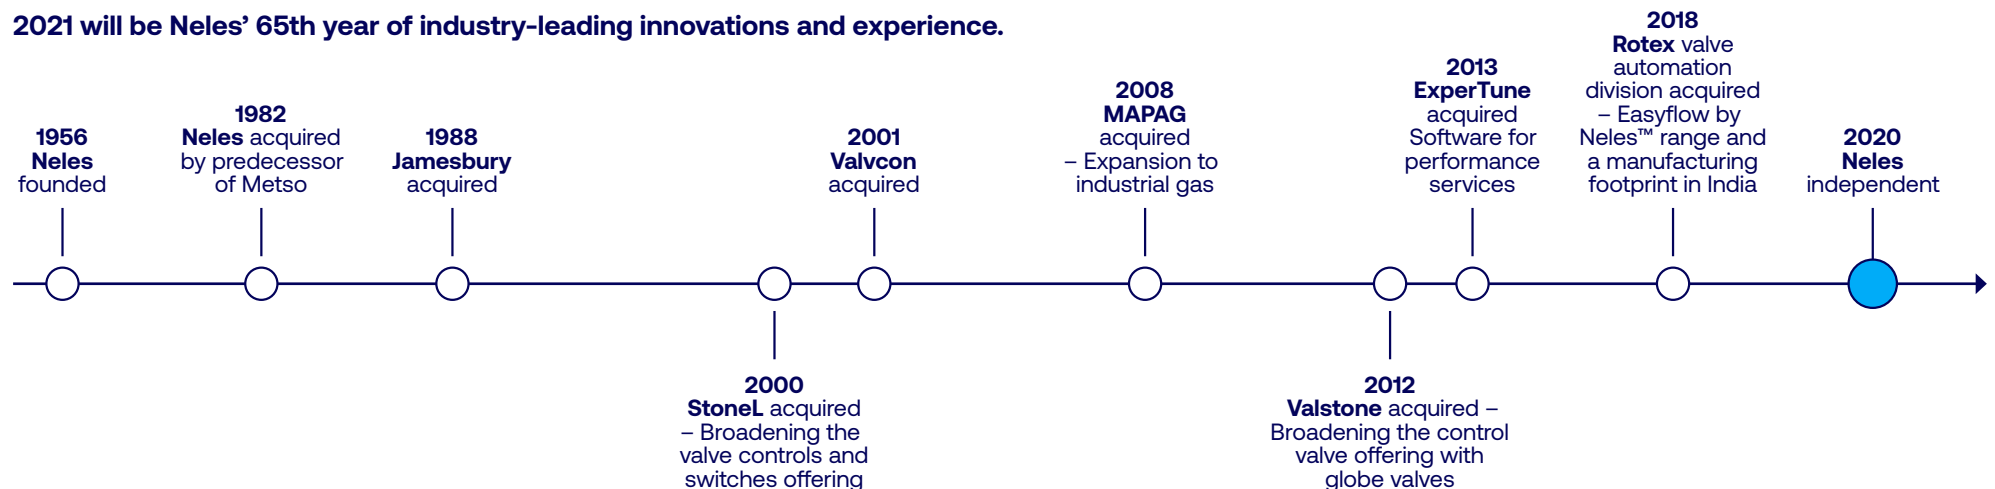 2021 will be Neles’ 65th year of industry-leading innovations and experience.
1956
Neles
founded
1982
Neles acquired
by predecessor
of Metso
1988
Jamesbury
acquired
2000
StoneL acquired
– Broadening the
valve controls and
switches offering
2001
Valvcon
acquired
2008
MAPAG
acquired
– Expansion to
industrial gas
2012
Valstone acquired –
Broadening the control
valve offering with
globe valves
2013
ExperTune
acquired
Software for
performance
services
2018
Rotex valve
automation
division acquired
– Easyflow by
Neles™ range and
a manufacturing
footprint in India
2020
Neles
independent